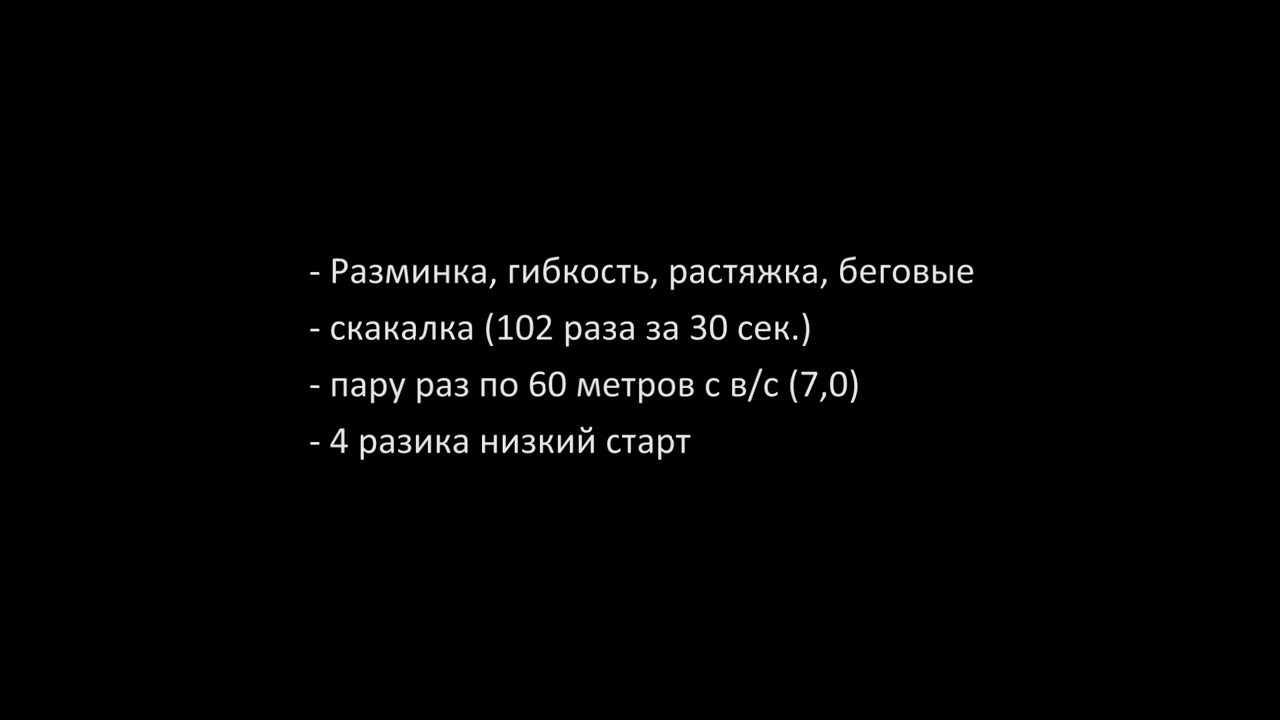 - Разминка, гибкость, растяжка, беговые
- скакалка (102 раза за 30 сек.)
- пару раз по 60 метров с в/с (7,0)
- 4 разика низкий старт